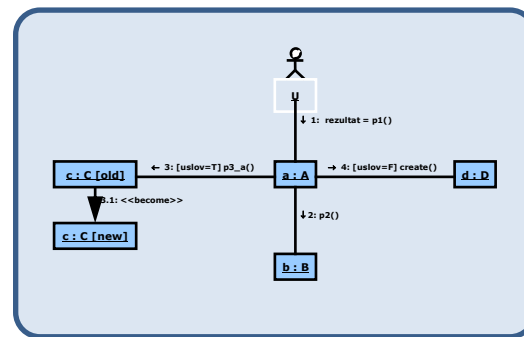 U
↓ 1: rezultat = p1()
← 3: [uslov=T] p3_a()
→ 4: [uslov=F] create()
c : C [old]
a : A
d : D
3.1: <<become>>
↓ 2: p2()
c : C [new]
b : B